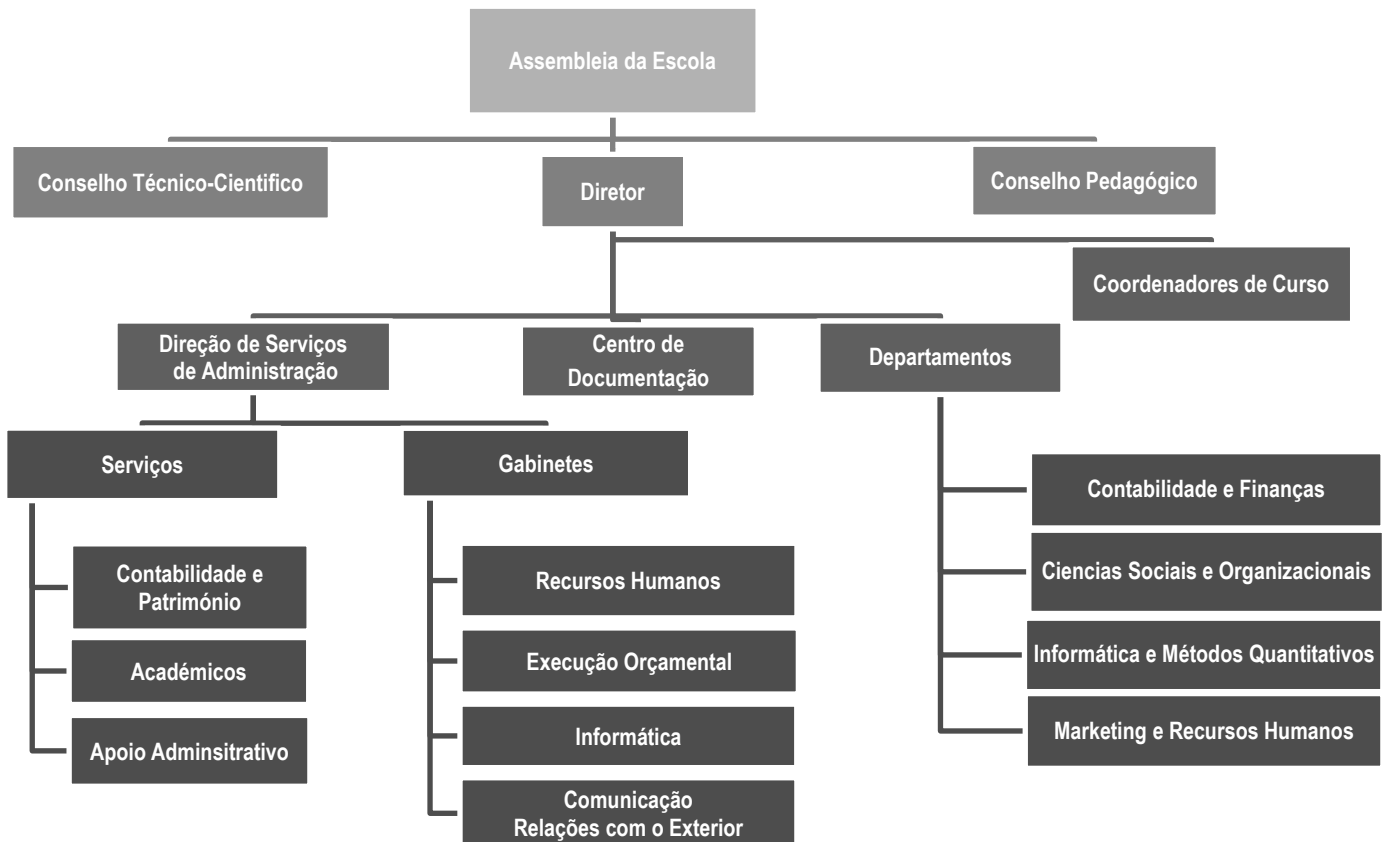 Assembleia da Escola
Conselho Técnico-Cientifico
Diretor
Conselho Pedagógico
Coordenadores de Curso
Direção de Serviços
de Administração
Centro de
Documentação
Departamentos
Serviços
Gabinetes
Contabilidade e
Património
Académicos
Apoio Adminsitrativo
Recursos Humanos
Execução Orçamental
Informática
Comunicação
Relações com o Exterior
Contabilidade e Finanças
Ciencias Sociais e Organizacionais
Informática e Métodos Quantitativos
Marketing e Recursos Humanos